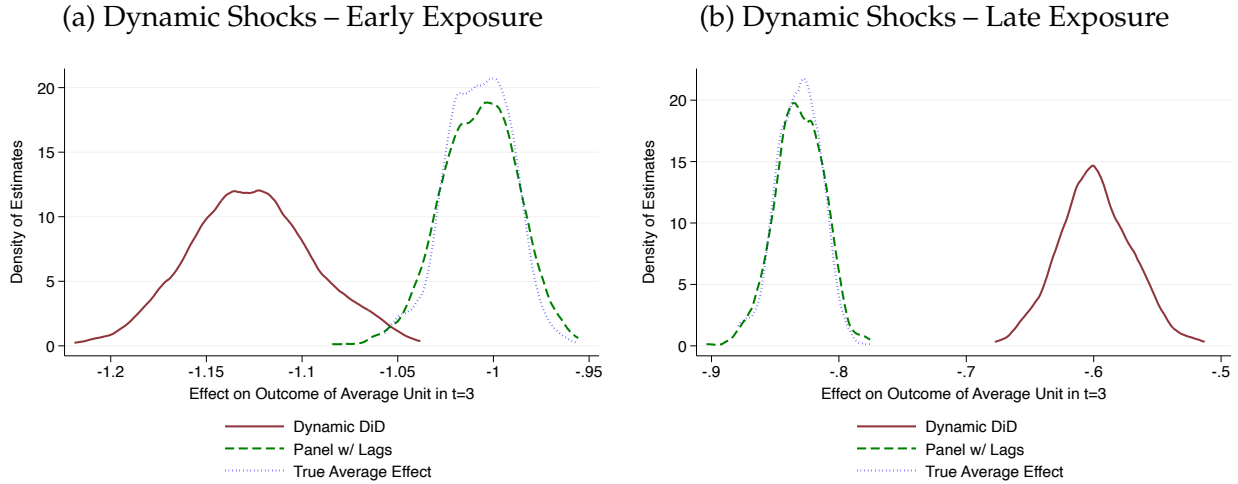 (a) Dynamic Shocks – Early Exposure
Density of Estimates
20
15
10
5
0
-1.2 -1.15 -1.1 -1.05 -1 -.95
Effect on Outcome of Average Unit in t=3
Dynamic DiD
Panel w/ Lags
True Average Effect
(b) Dynamic Shocks – Late Exposure
Density of Estimates
20
15
10
5
0
-.9 -.8 -.7 -.6 -.5
Effect on Outcome of Average Unit in t=3
Dynamic DiD
Panel w/ Lags
True Average Effect